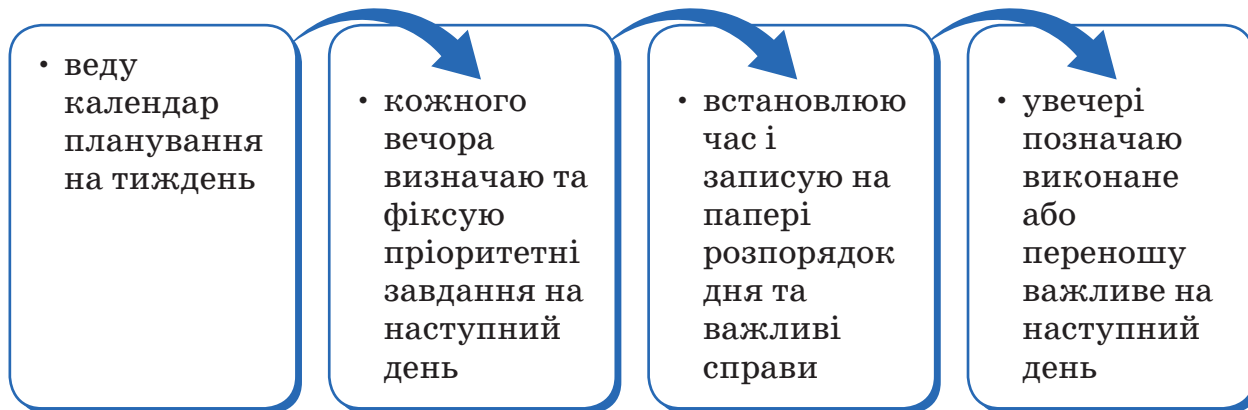 • веду
календар
планування
на тиждень
• кожного
вечора
визначаю та
фіксую
пріоритетні
завдання на
наступний
день
• встановлюю
час і
записую на
папері
розпорядок
дня та
важливі
справи
• увечері
позначаю
виконане
або
переношу
важливе на
наступний
день